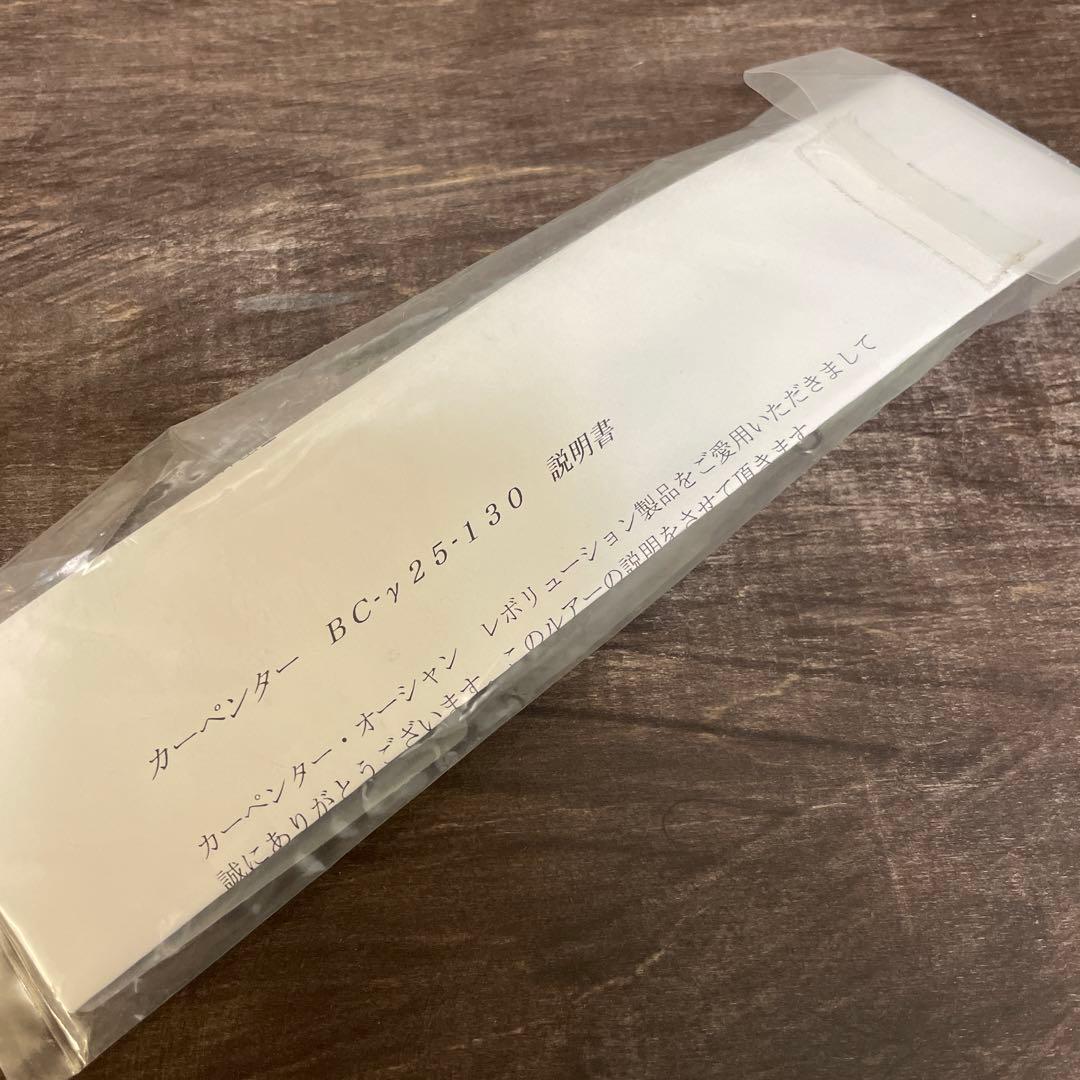 カーペンター　BC-γ25-130　説明書
カーペンター・オーシャン　レボリューション製品をご愛用いただきまして
誠にありがとうございます。このルアーの説明をさせて頂きます